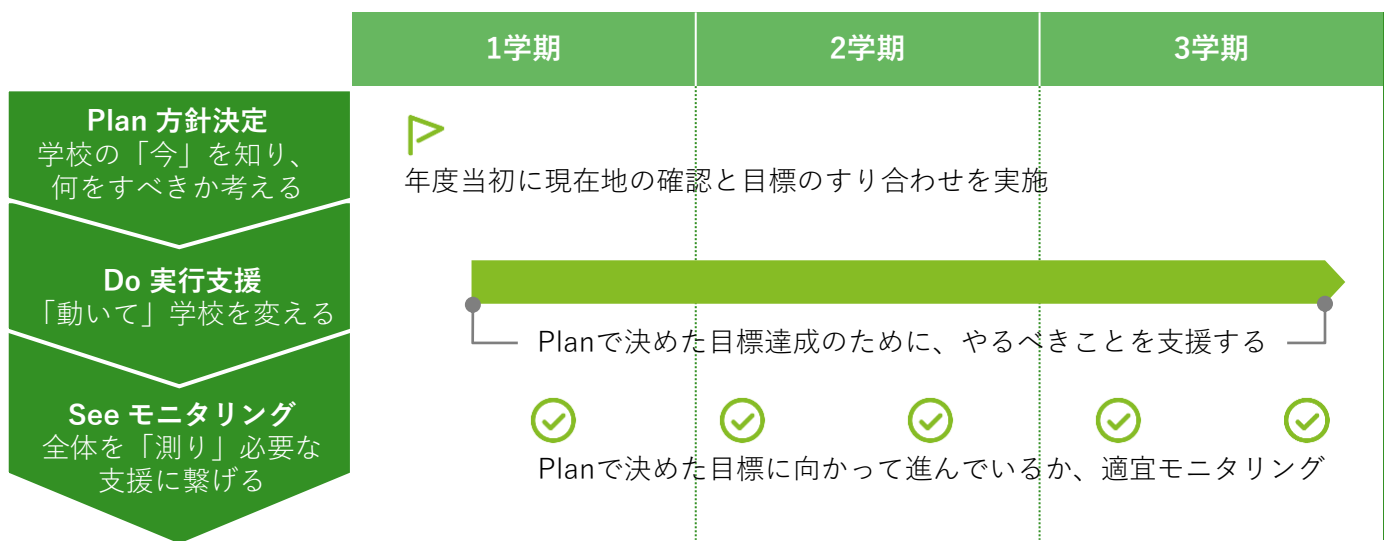 1学期
2学期
3学期
Plan 方針決定
学校の「今」を知り、
何をすべきか考える
年度当初に現在地の確認と目標のすり合わせを実施
Do 実行支援
「動いて」学校を変える
Planで決めた目標達成のために、やるべきことを支援する
See モニタリング
全体を「測り」必要な
支援に繋げる
Planで決めた目標に向かって進んでいるか、適宜モニタリング